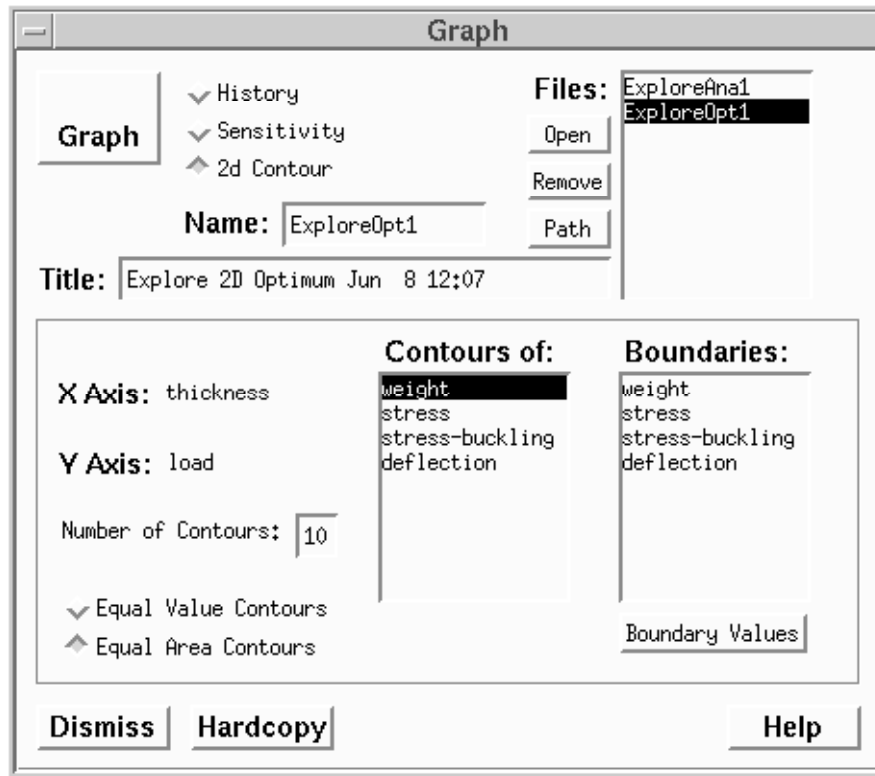 Graph
Graph
History
Sensitivity
2d Contour
Files:
Open
Remove
Path
ExploreAna1
ExploreOpt1
Name: ExploreOpt1
Title: Explore 2D Optimum Jun  8 12:07
X Axis: thickness
Y Axis: load
Number of Contours: 10
Equal Value Contours
Equal Area Contours
Contours of:
weight
stress
stress-buckling
deflection
Boundaries:
weight
stress
stress-buckling
deflection
Boundary Values
Dismiss
Hardcopy
Help